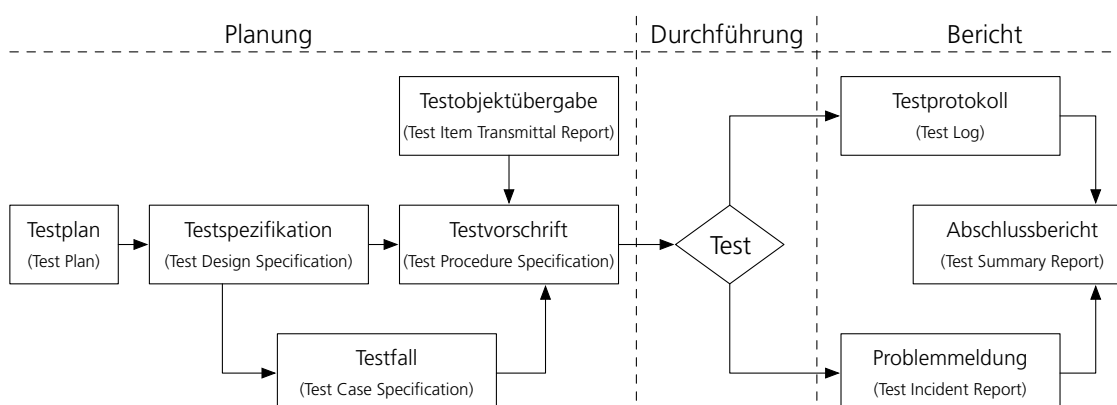 Planung
Durchführung
Bericht
Testobjektübergabe
(Test Item Transmittal Report)
Testprotokoll
(Test Log)
Testplan
(Test Plan)
Testspezifikation
(Test Design Specification)
Testvorschrift
(Test Procedure Specification)
Test
Abschlussbericht
(Test Summary Report)
Testfall
(Test Case Specification)
Problemmeldung
(Test Incident Report)